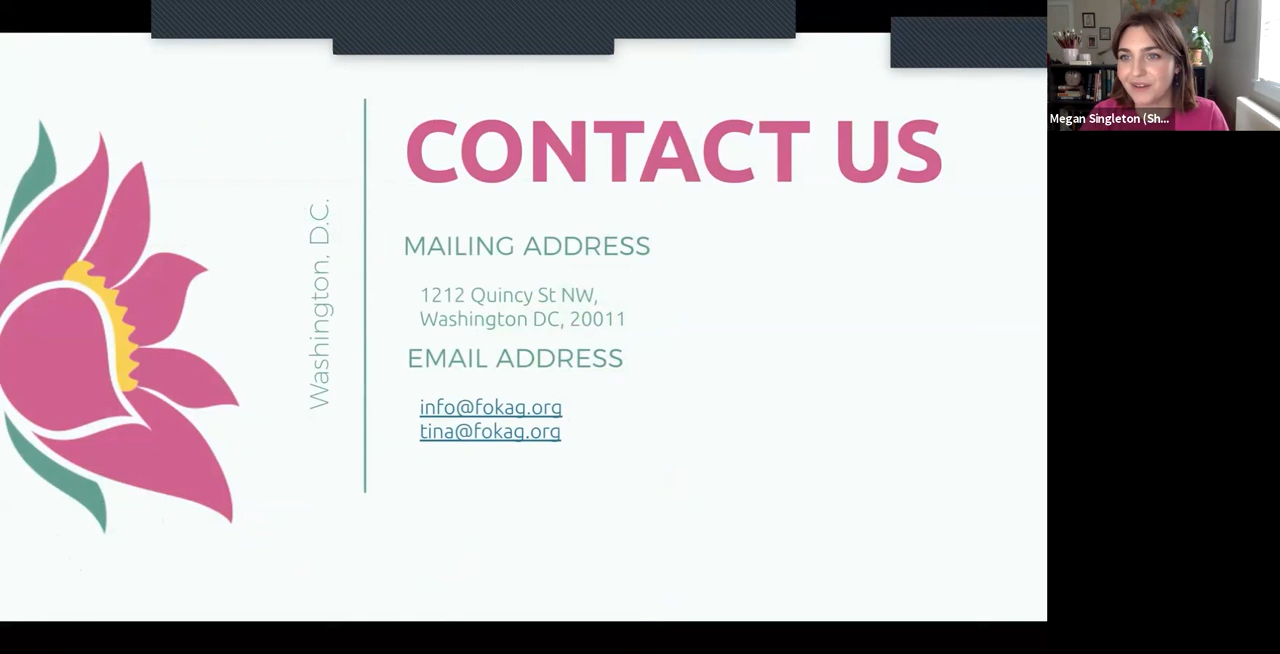 CONTACT US
Washington, D.C.
MAILING ADDRESS
1212 Quincy St NW,
Washington DC, 20011
EMAIL ADDRESS
info@fokag.org
tina@fokag.org
Megan Singleton (Sh...